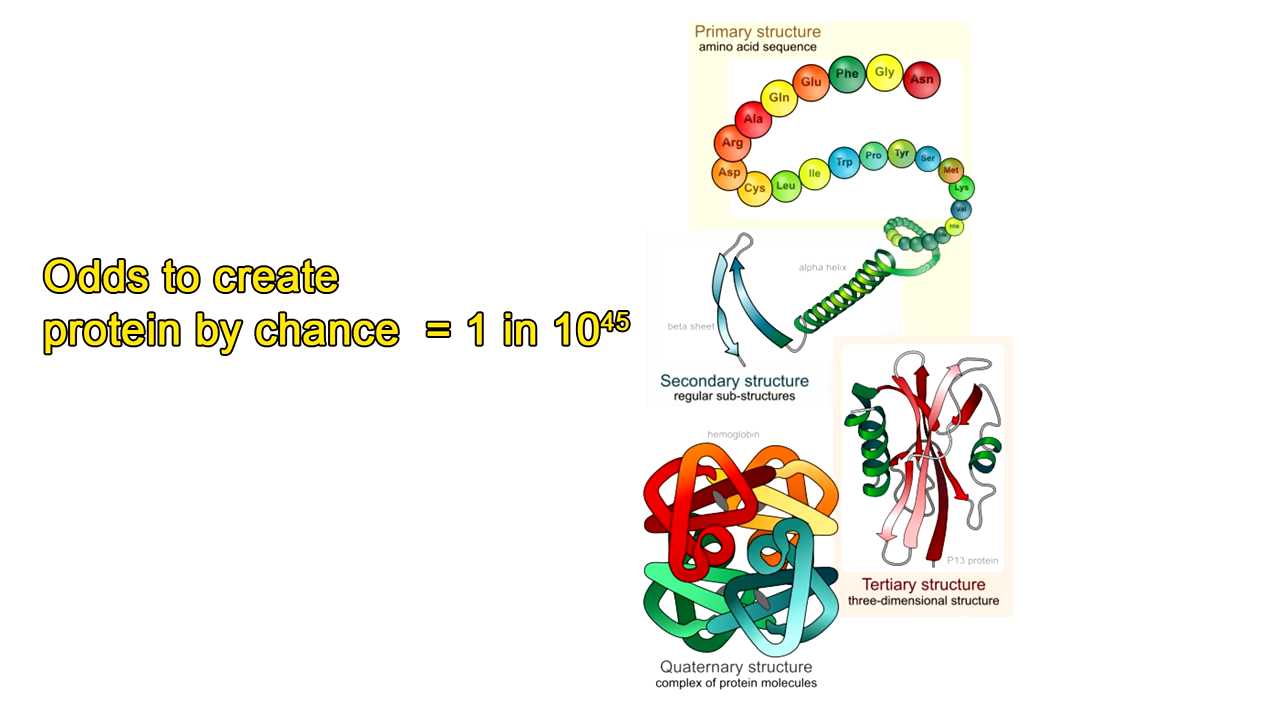 Primary structure
amino acid sequence
Asn
Gly
Phe
Glu
Gln
Ala
Arg
Asp
Cys
Leu
Ile
Trp
Pro
Tyr
Ser
Met
Lys
Val
His
Odds to create
protein by chance = 1 in 10⁴⁵
alpha helix
beta sheet
Secondary structure
regular sub-structures
hemoglobin
P13 protein
Tertiary structure
three-dimensional structure
Quaternary structure
complex of protein molecules